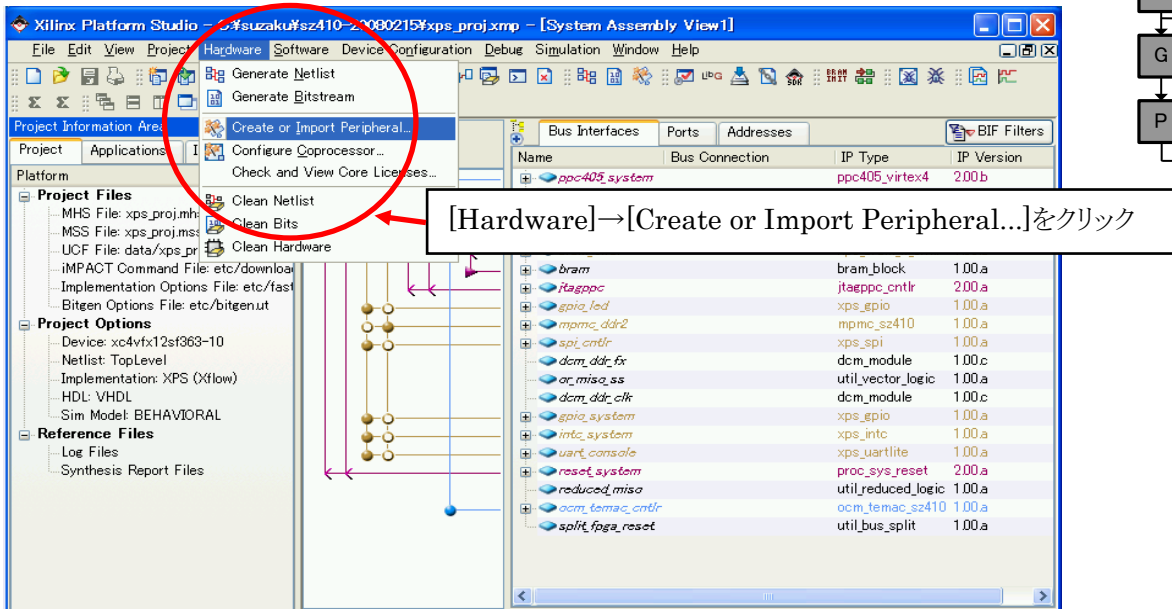 Xilinx Platform Studio - C:¥suzaku¥sz410-20080215¥xps_proj.xmp - [System Assembly View1]
File Edit View Project Hardware Software Device Configuration Debug Simulation Window Help
Generate Netlist
Generate Bitstream
Create or Import Peripheral...
Configure Coprocessor...
Check and View Core Licenses...
Clean Netlist
Clean Bits
Clean Hardware
Project Information Area
Project Applications
Platform
Project Files
MHS File: xps_proj.mh
MSS File: xps_proj.mss
UCF File: data/xps_pr
iMPACT Command File: etc/downloa
Implementation Options File: etc/fast
Bitgen Options File: etc/bitgen.ut
Project Options
Device: xc4vfx12sf363-10
Netlist: TopLevel
Implementation: XPS (Xflow)
HDL: VHDL
Sim Model: BEHAVIORAL
Reference Files
Log Files
Synthesis Report Files
Bus Interfaces Ports Addresses BIF Filters
Name Bus Connection IP Type IP Version
ppc405_system ppc405_virtex4 2.00.b
[Hardware]→[Create or Import Peripheral...]をクリック
bram bram_block 1.00.a
jtagppc jtagppc_cntlr 2.00.a
gpio_led xps_gpio 1.00.a
mpmc_ddr2 mpmc_sz410 1.00.a
spi_cntlr xps_spi 1.00.a
dcm_ddr_fx dcm_module 1.00.c
or_miso_ss util_vector_logic 1.00.a
dcm_ddr_clk dcm_module 1.00.c
gpio_system xps_gpio 1.00.a
intc_system xps_intc 1.00.a
uart_console xps_uartlite 1.00.a
reset_system proc_sys_reset 2.00.a
reduced_miso util_reduced_logic 1.00.a
ocm_temac_cntlr ocm_temac_sz410 1.00.a
split_fpga_reset util_bus_split 1.00.a
G
P